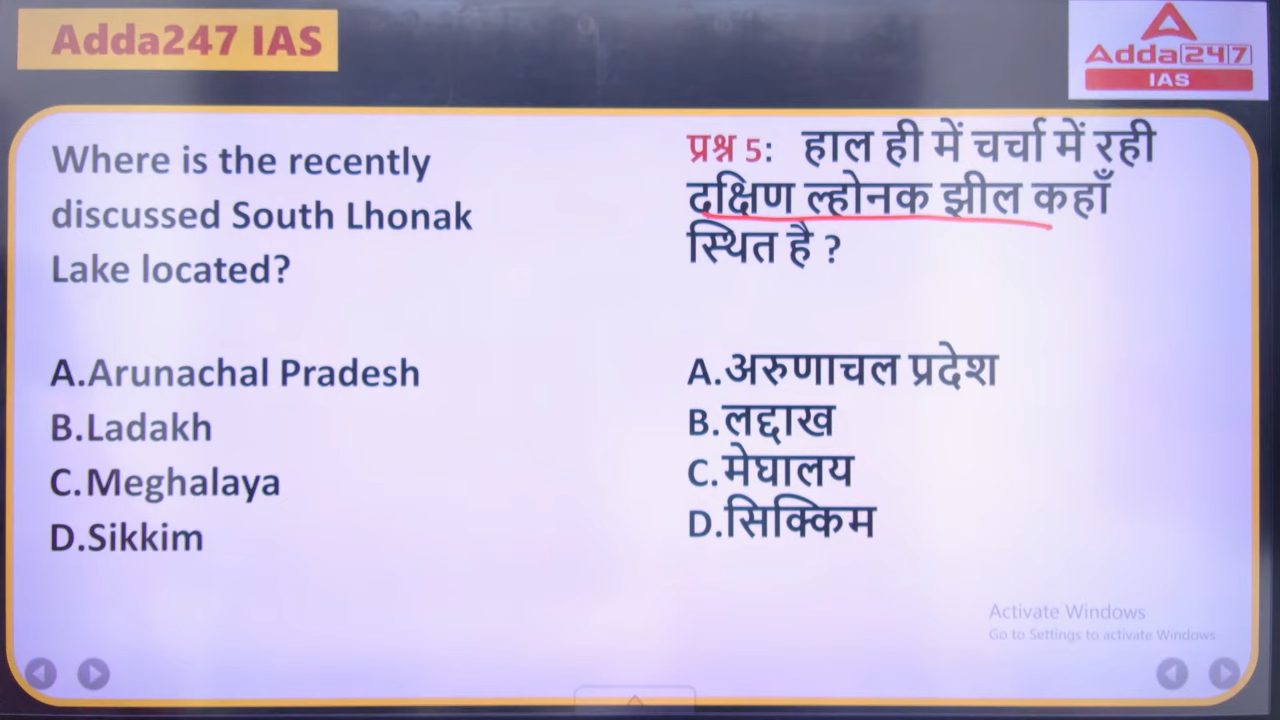 Adda247 IAS
Adda247
IAS
Where is the recently
discussed South Lhonak
Lake located?
A.Arunachal Pradesh
B.Ladakh
C.Meghalaya
D.Sikkim
प्रश्न 5: हाल ही में चर्चा में रही
दक्षिण ल्होनक झील कहाँ
स्थित है ?
A.अरुणाचल प्रदेश
B.लद्दाख
C.मेघालय
D.सिक्किम
Activate Windows
Go to Settings to activate Windows